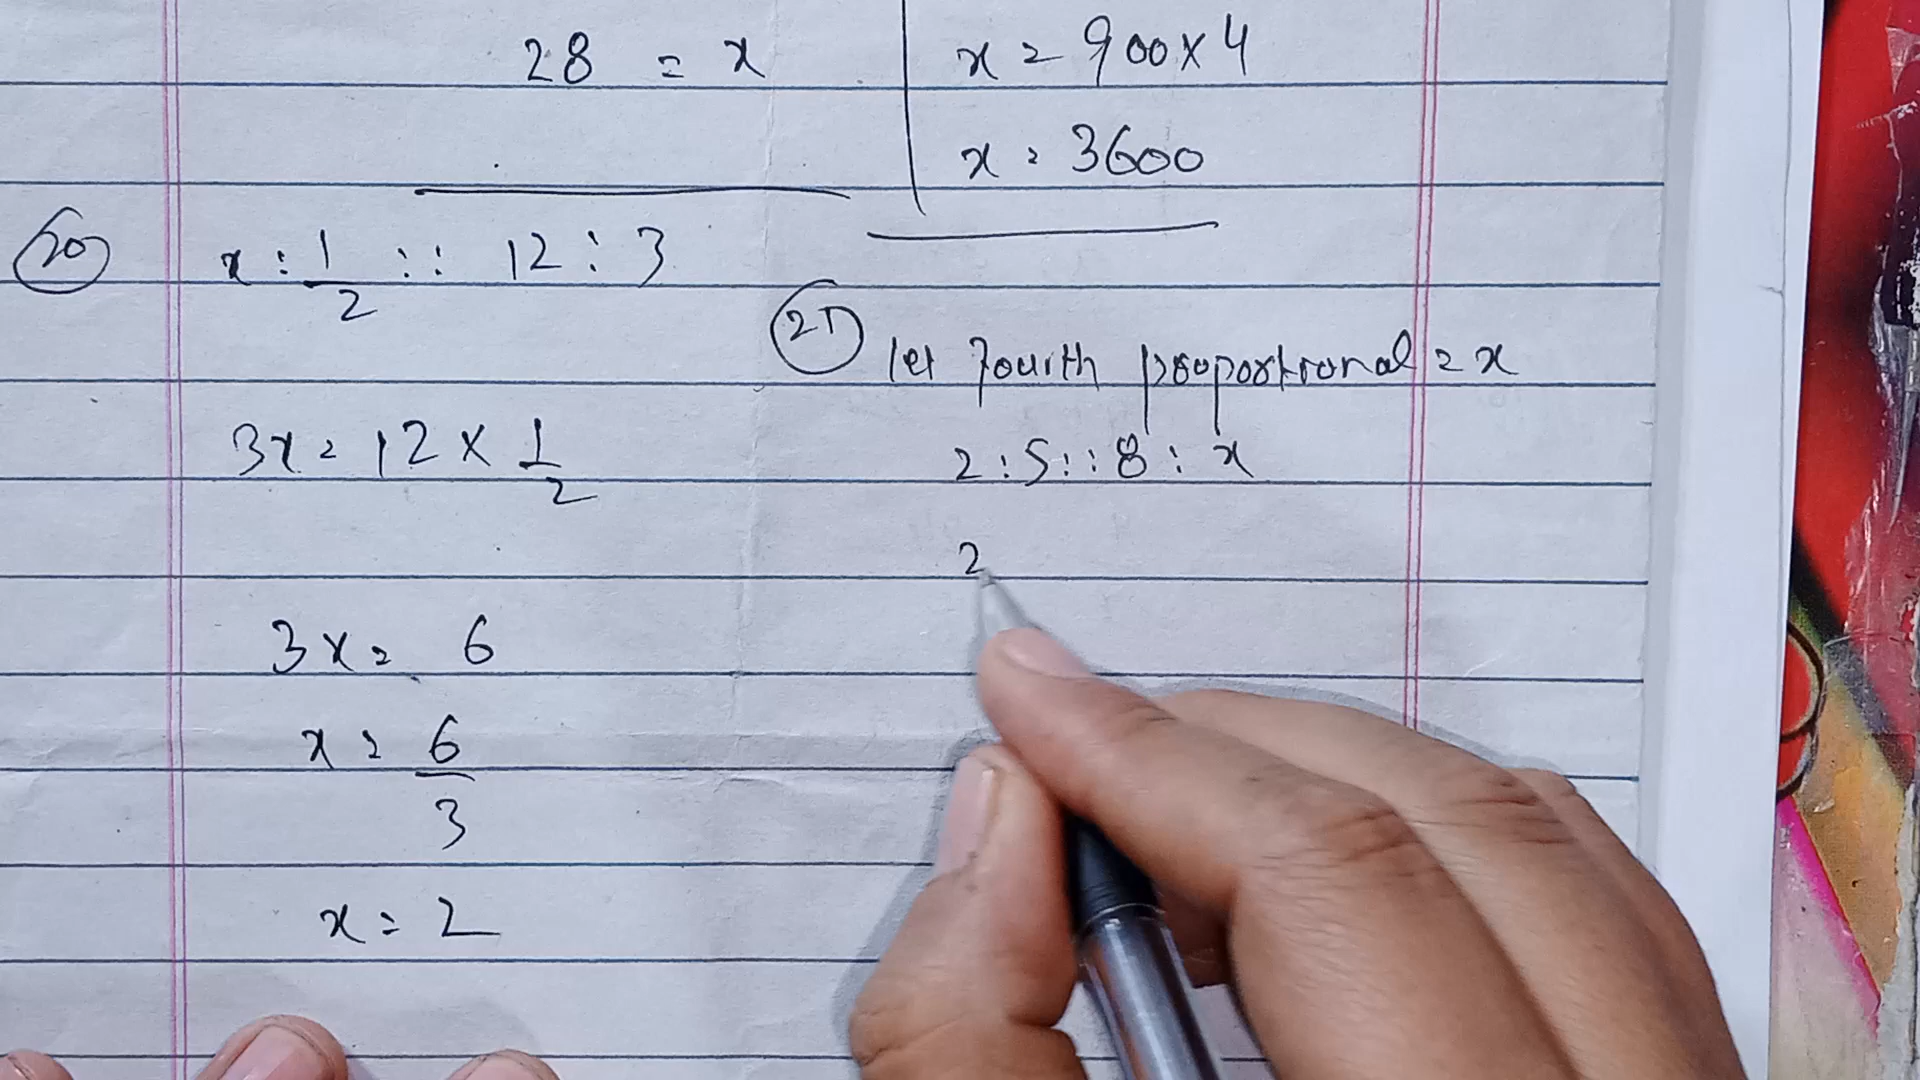 28 = x
x = 900 x 4
x = 3600
20
x : 1/2 :: 12 : 3
3x = 12 x 1/2
3x = 6
x = 6/3
x = 2
21
let fourth proportional = x
2 : 5 :: 8 : x
2